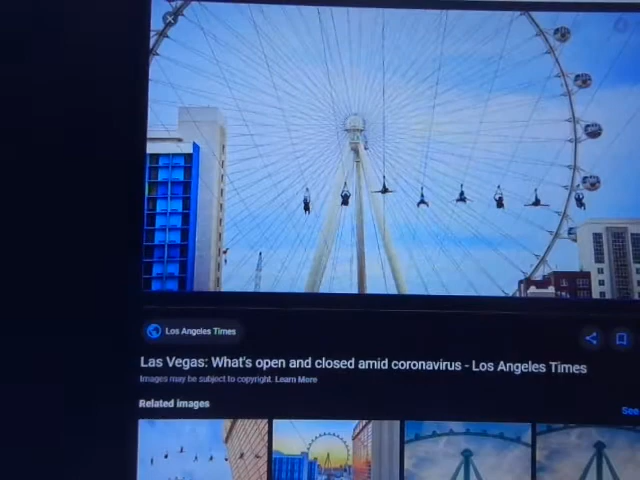 Los Angeles Times
Las Vegas: What's open and closed amid coronavirus - Los Angeles Times
Images may be subject to copyright. Learn More
Related images
See